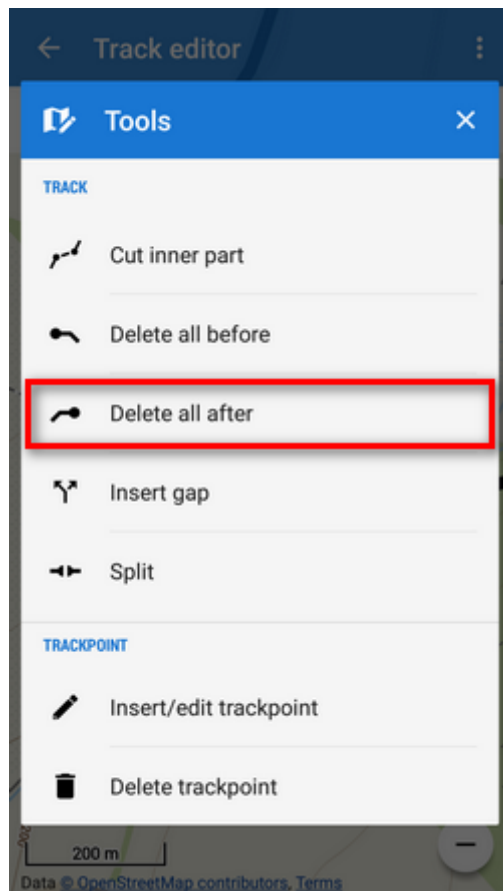 Track editor
Tools
TRACK
Cut inner part
Delete all before
Delete all after
Insert gap
Split
TRACKPOINT
Insert/edit trackpoint
Delete trackpoint
200
200 m
Data © OpenStreetMap contributors, Terms